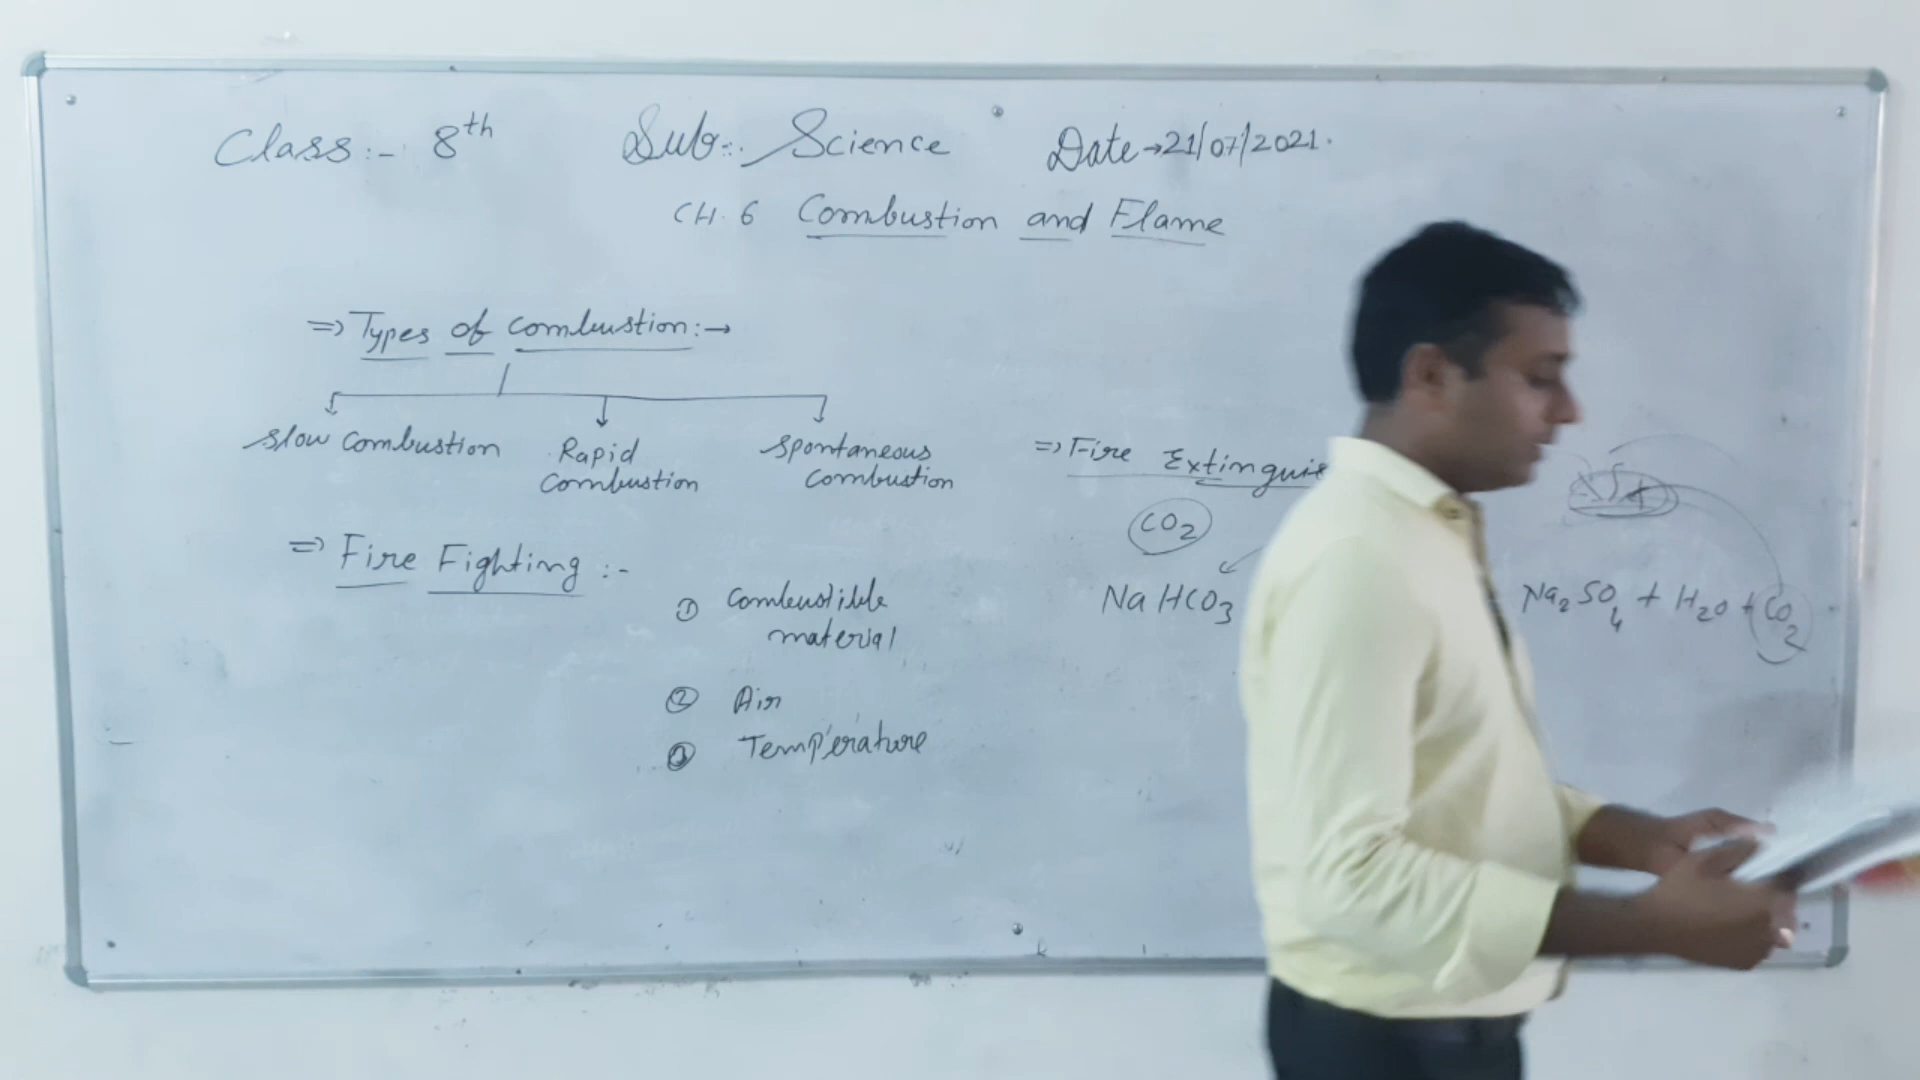 Class:- 8th Sub:. Science Date→21/07/2021.
CH. 6 Combustion and Flame
⇒ Types of combustion:→
Slow Combustion
Rapid
Combustion
Spontaneous
Combustion
⇒ Fire Extinguis
CO2
NaHCO3
Na2SO4 + H2O + CO2
⇒ Fire Fighting :-
① Combustible
material
② Air
③ Temperature